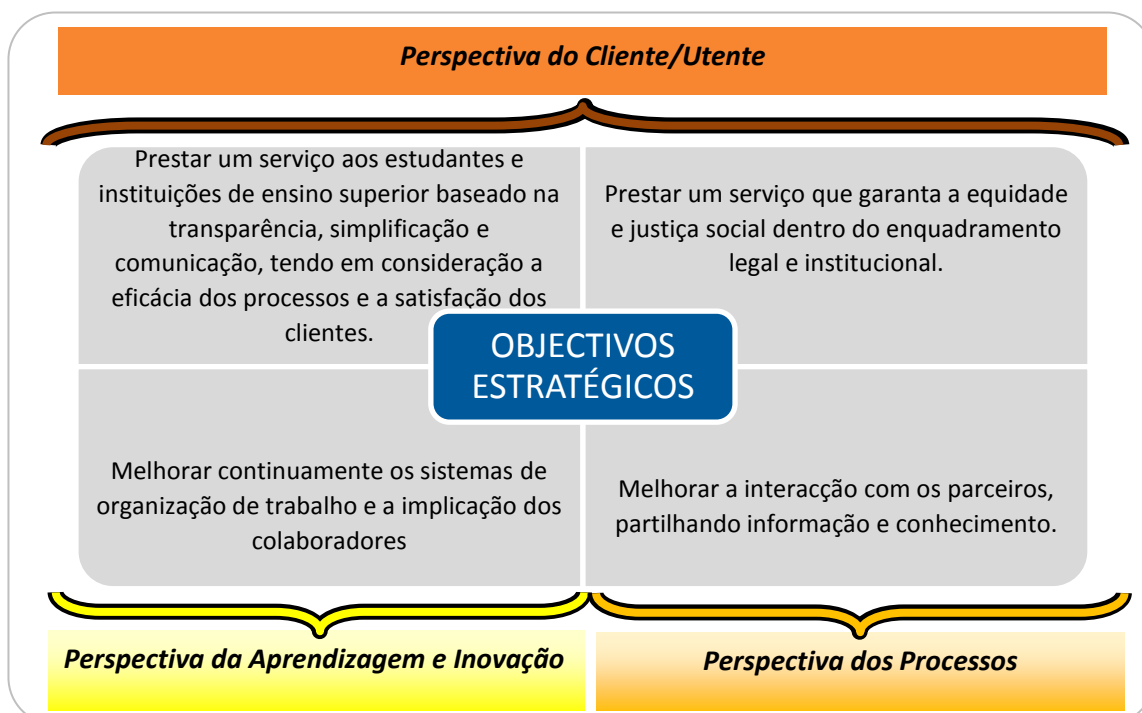 Perspectiva do Cliente/Utente
Prestar um serviço aos estudantes e
instituições de ensino superior baseado na
transparência, simplificação e
comunicação, tendo em consideração a
eficácia dos processos e a satisfação dos
clientes.
Prestar um serviço que garanta a equidade
e justiça social dentro do enquadramento
legal e institucional.
OBJECTIVOS
ESTRATÉGICOS
Melhorar continuamente os sistemas de
organização de trabalho e a implicação dos
colaboradores
Melhorar a interacção com os parceiros,
partilhando informação e conhecimento.
Perspectiva da Aprendizagem e Inovação
Perspectiva dos Processos